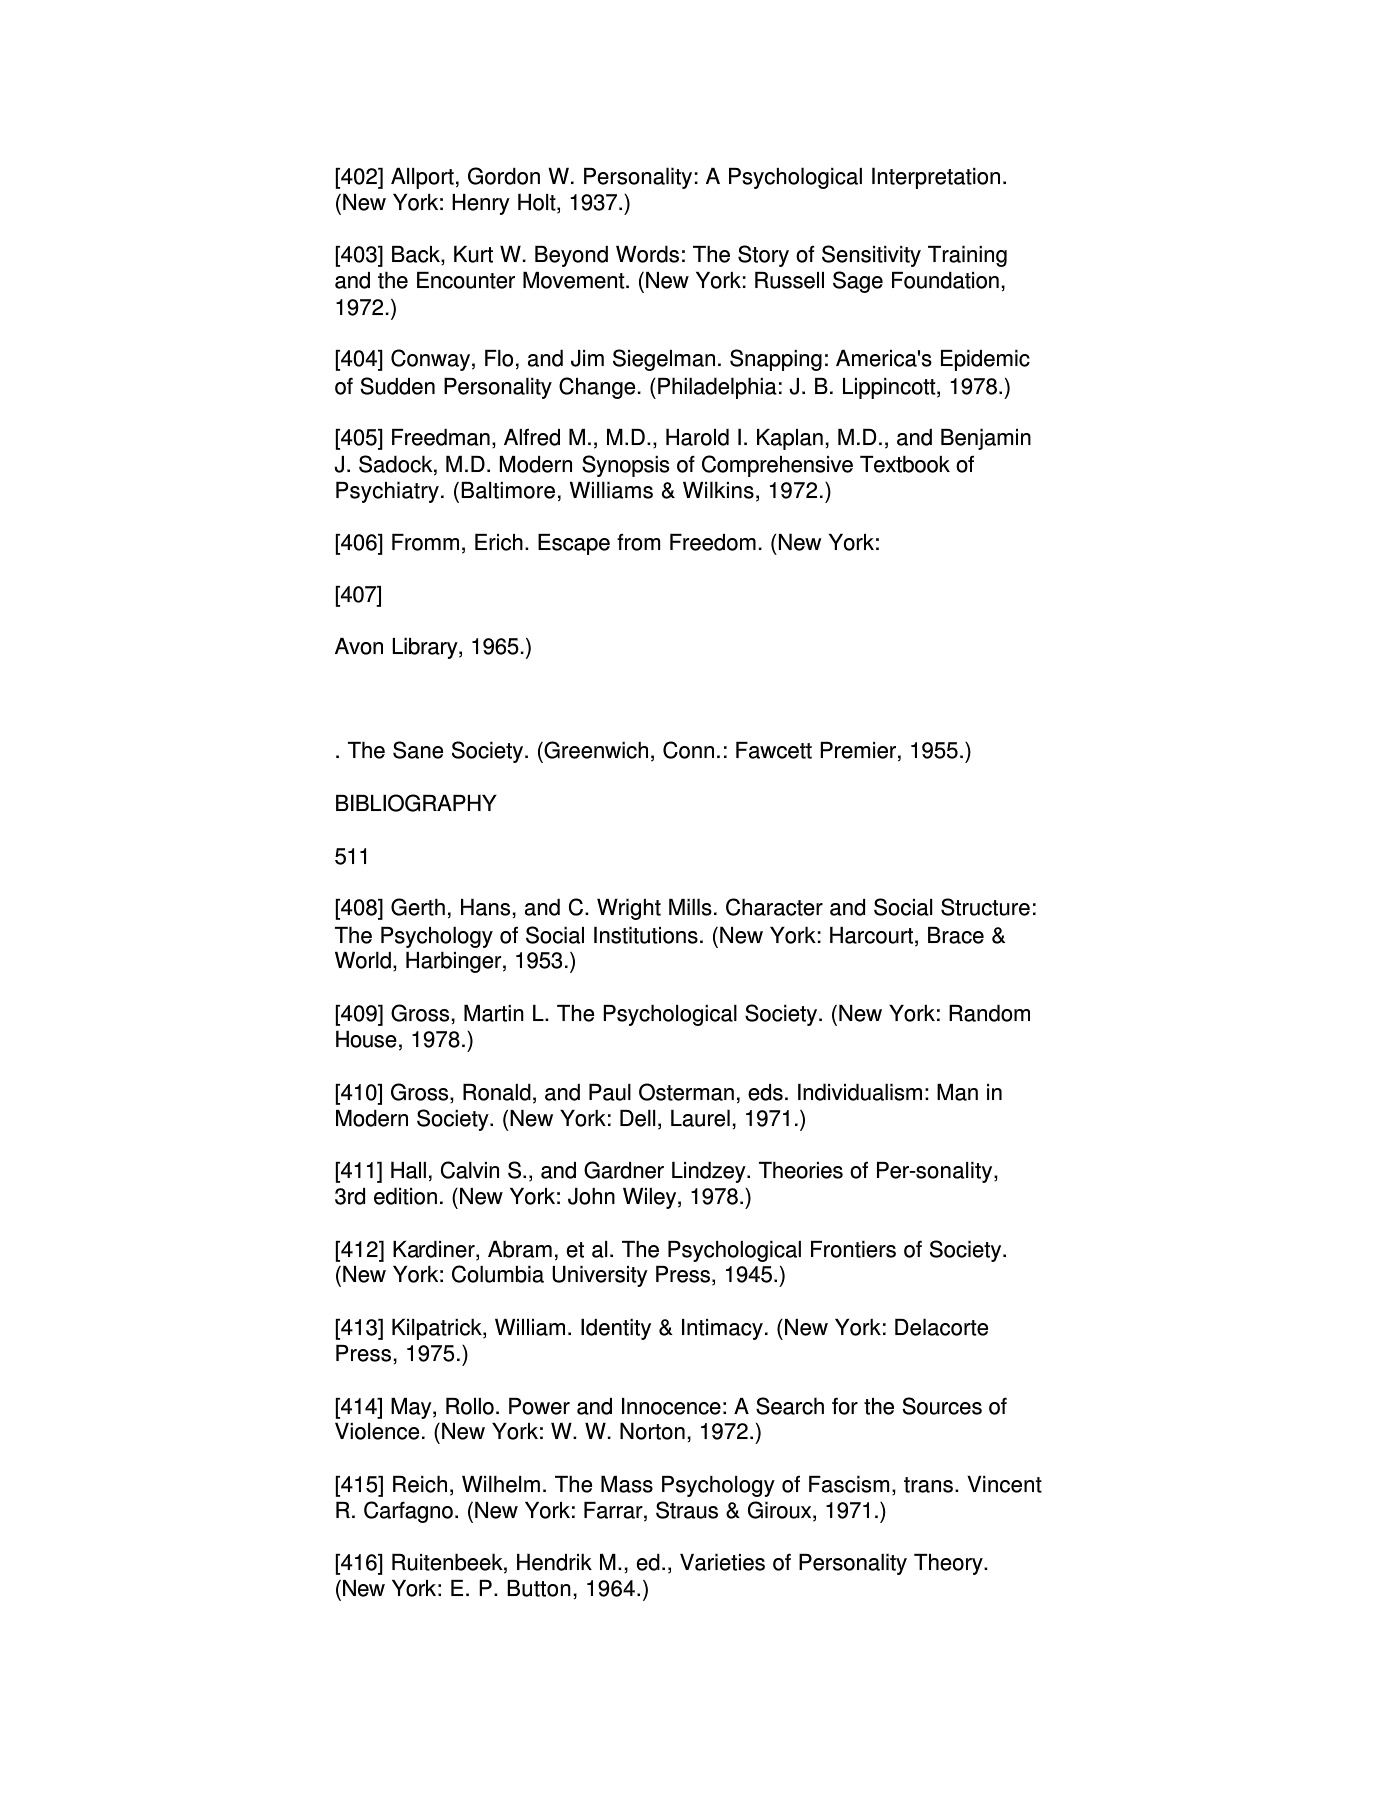 [402] Allport, Gordon W. Personality: A Psychological Interpretation.
(New York: Henry Holt, 1937.)
[403] Back, Kurt W. Beyond Words: The Story of Sensitivity Training
and the Encounter Movement. (New York: Russell Sage Foundation,
1972.)
[404] Conway, Flo, and Jim Siegelman. Snapping: America's Epidemic
of Sudden Personality Change. (Philadelphia: J. B. Lippincott, 1978.)
[405] Freedman, Alfred M., M.D., Harold I. Kaplan, M.D., and Benjamin
J. Sadock, M.D. Modern Synopsis of Comprehensive Textbook of
Psychiatry. (Baltimore, Williams & Wilkins, 1972.)
[406] Fromm, Erich. Escape from Freedom. (New York:
[407]
Avon Library, 1965.)
. The Sane Society. (Greenwich, Conn.: Fawcett Premier, 1955.)
BIBLIOGRAPHY
511
[408] Gerth, Hans, and C. Wright Mills. Character and Social Structure:
The Psychology of Social Institutions. (New York: Harcourt, Brace &
World, Harbinger, 1953.)
[409] Gross, Martin L. The Psychological Society. (New York: Random
House, 1978.)
[410] Gross, Ronald, and Paul Osterman, eds. Individualism: Man in
Modern Society. (New York: Dell, Laurel, 1971.)
[411] Hall, Calvin S., and Gardner Lindzey. Theories of Per-sonality,
3rd edition. (New York: John Wiley, 1978.)
[412] Kardiner, Abram, et al. The Psychological Frontiers of Society.
(New York: Columbia University Press, 1945.)
[413] Kilpatrick, William. Identity & Intimacy. (New York: Delacorte
Press, 1975.)
[414] May, Rollo. Power and Innocence: A Search for the Sources of
Violence. (New York: W. W. Norton, 1972.)
[415] Reich, Wilhelm. The Mass Psychology of Fascism, trans. Vincent
R. Carfagno. (New York: Farrar, Straus & Giroux, 1971.)
[416] Ruitenbeek, Hendrik M., ed., Varieties of Personality Theory.
(New York: E. P. Button, 1964.)